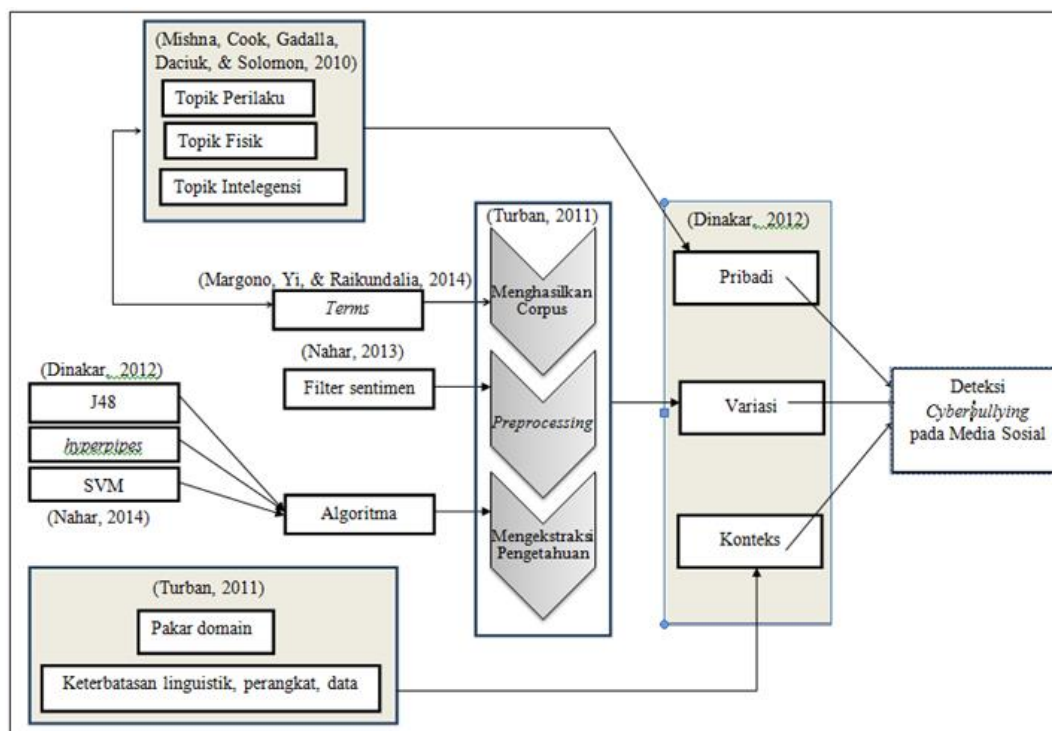 (Mishna, Cook, Gadalla,
Daciuk, & Solomon, 2010)
Topik Perilaku
Topik Fisik
Topik Intelegensi
(Margono, Yi, & Raikundalia, 2014)
Terms
(Nahar, 2013)
Filter sentimen
(Dinakar, 2012)
J48
hyperpipes
SVM
(Nahar, 2014)
Algoritma
(Turban, 2011)
Menghasilkan
Corpus
Preprocessing
Mengekstraksi
Pengetahuan
(Dinakar, 2012)
Pribadi
Variasi
Konteks
Deteksi
Cyberbullying
pada Media Sosial
(Turban, 2011)
Pakar domain
Keterbatasan linguistik, perangkat, data